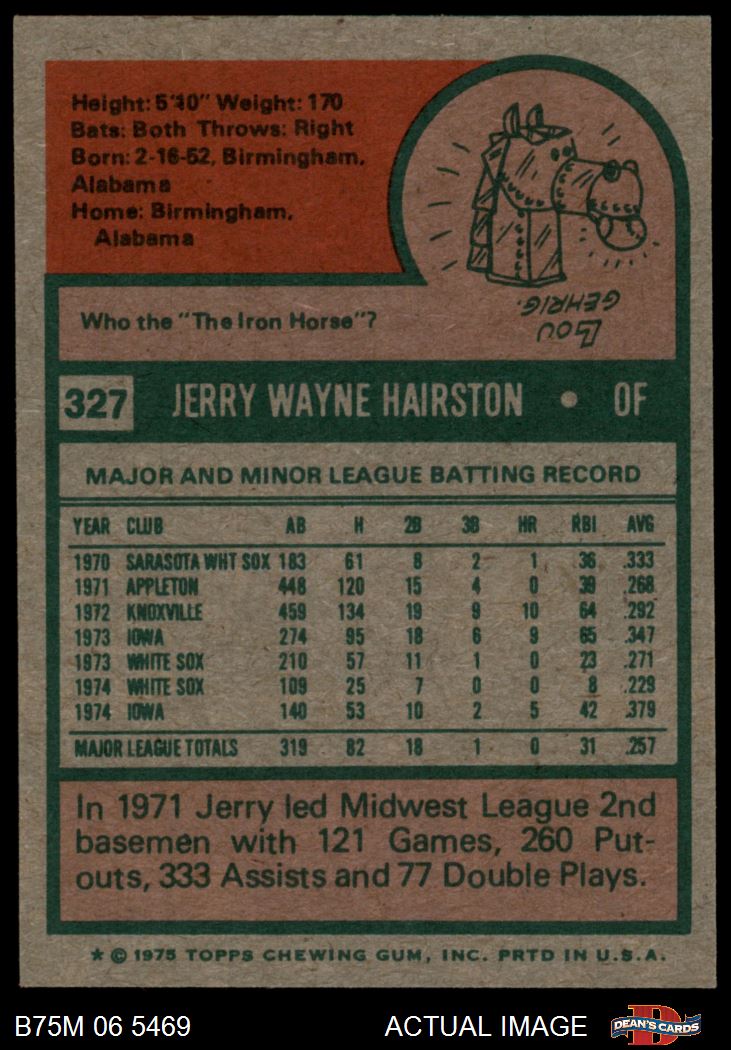 Height: 5'10" Weight: 170
Bats: Both Throws: Right
Born: 2-16-52, Birmingham,
Alabama
Home: Birmingham,
Alabama
Who the "The Iron Horse"?
LOU
GEHRIG.
327 JERRY WAYNE HAIRSTON • OF
MAJOR AND MINOR LEAGUE BATTING RECORD
YEAR CLUB AB H 2B 3B HR RBI AVG
1970 SARASOTA WHT SOX 183 61 8 2 1 36 .333
1971 APPLETON 448 120 15 4 0 39 .268
1972 KNOXVILLE 459 134 19 9 10 64 .292
1973 IOWA 274 95 18 6 9 65 .347
1973 WHITE SOX 210 57 11 1 0 23 .271
1974 WHITE SOX 109 25 7 0 0 8 .229
1974 IOWA 140 53 10 2 5 42 .379
MAJOR LEAGUE TOTALS 319 82 18 1 0 31 .257
In 1971 Jerry led Midwest League 2nd
basemen with 121 Games, 260 Put-
outs, 333 Assists and 77 Double Plays.
★ © 1975 TOPPS CHEWING GUM, INC. PRTD IN U.S.A.
B75M 06 5469 ACTUAL IMAGE DEAN'S CARDS